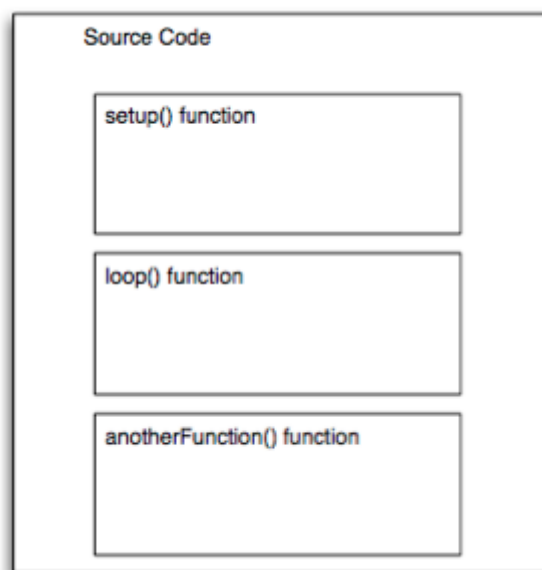 Source Code
setup() function
loop() function
anotherFunction() function